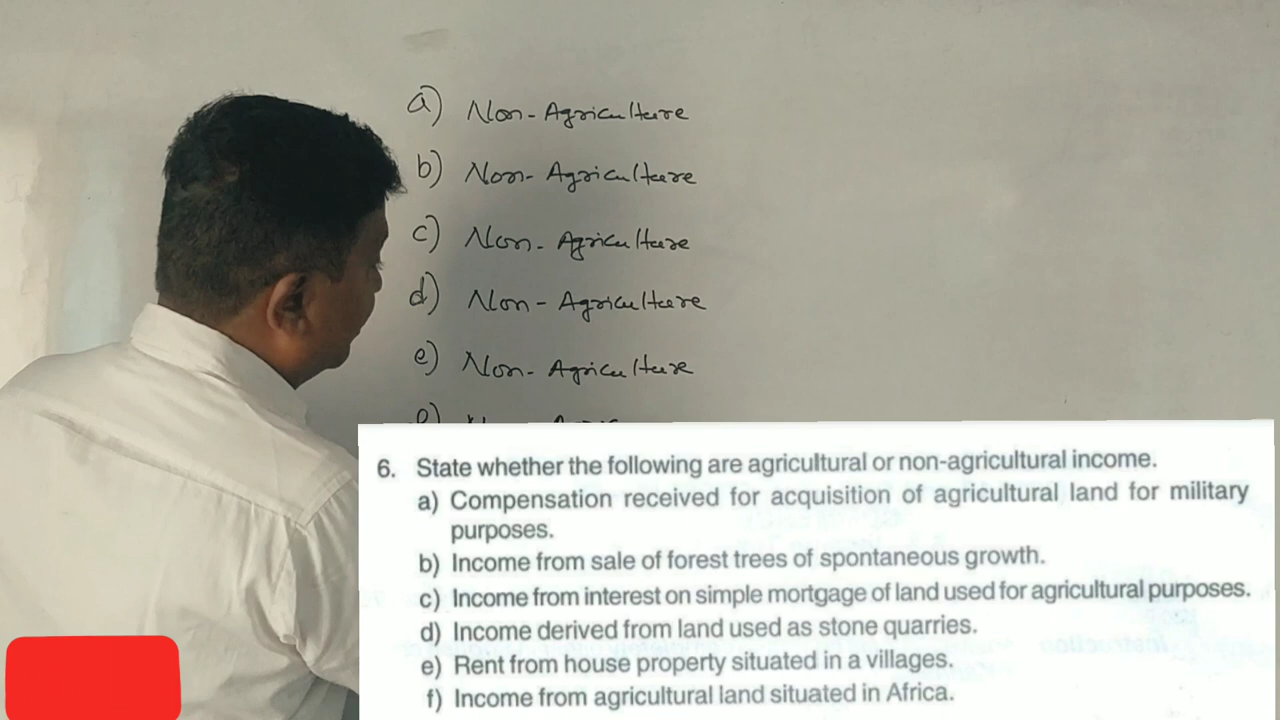 a) Non-Agriculture
b) Non-Agriculture
c) Non-Agriculture
d) Non-Agriculture
e) Non-Agriculture
6. State whether the following are agricultural or non-agricultural income.
a) Compensation received for acquisition of agricultural land for military
purposes.
b) Income from sale of forest trees of spontaneous growth.
c) Income from interest on simple mortgage of land used for agricultural purposes.
d) Income derived from land used as stone quarries.
e) Rent from house property situated in a villages.
f) Income from agricultural land situated in Africa.